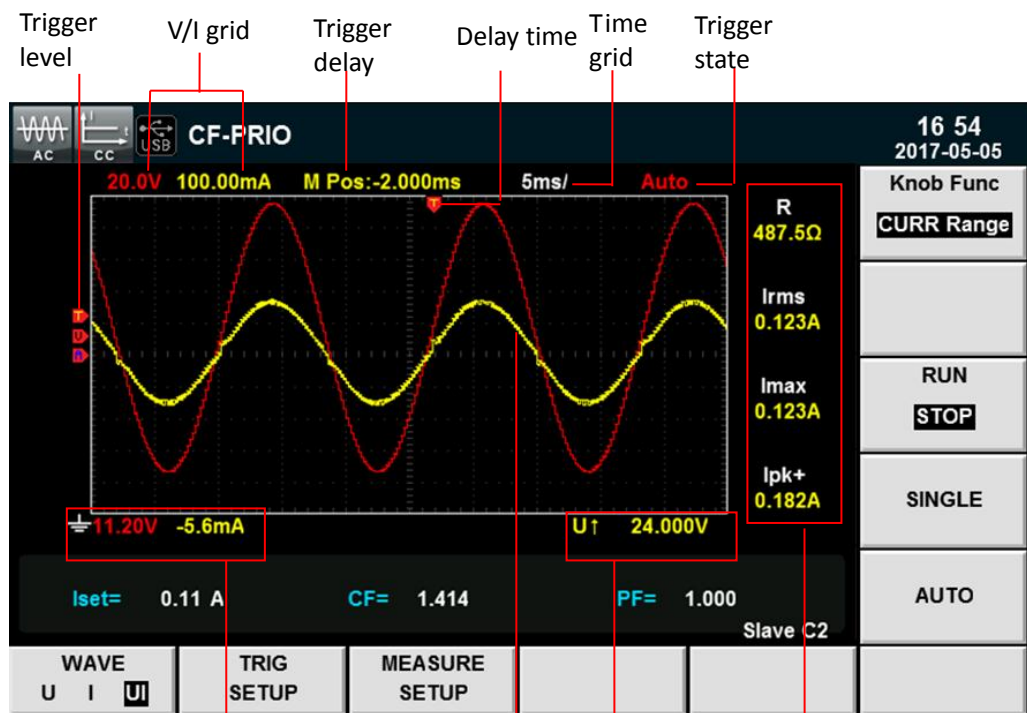 Trigger level
V/I grid
Trigger delay
Delay time
Time grid
Trigger state
AC
CC
USB
CF-PRIO
16 54
2017-05-05
20.0V 100.00mA M Pos:-2.000ms 5ms/ Auto
T
T
U
R
487.5Ω
Irms
0.123A
Imax
0.123A
Ipk+
0.182A
11.20V -5.6mA
U↑ 24.000V
Iset= 0.11 A CF= 1.414 PF= 1.000
Slave C2
Knob Func
CURR Range
RUN
STOP
SINGLE
AUTO
WAVE
U I UI
TRIG
SETUP
MEASURE
SETUP